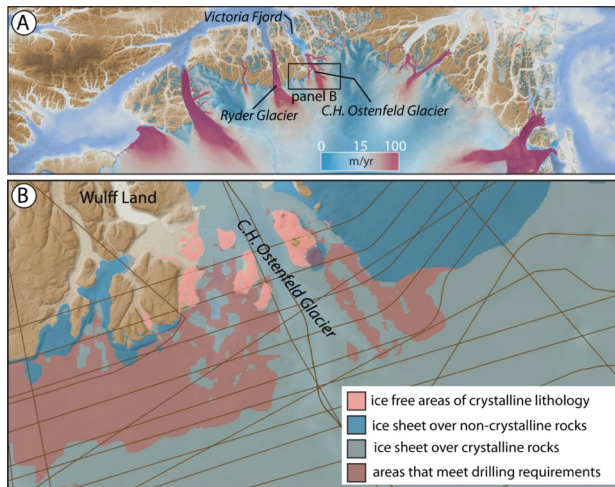 A
Victoria Fjord
Ryder Glacier
panel B
C.H. Ostenfeld Glacier
0 15 100
m/yr
B
Wulff Land
C.H. Ostenfeld Glacier
ice free areas of crystalline lithology
ice sheet over non-crystalline rocks
ice sheet over crystalline rocks
areas that meet drilling requirements